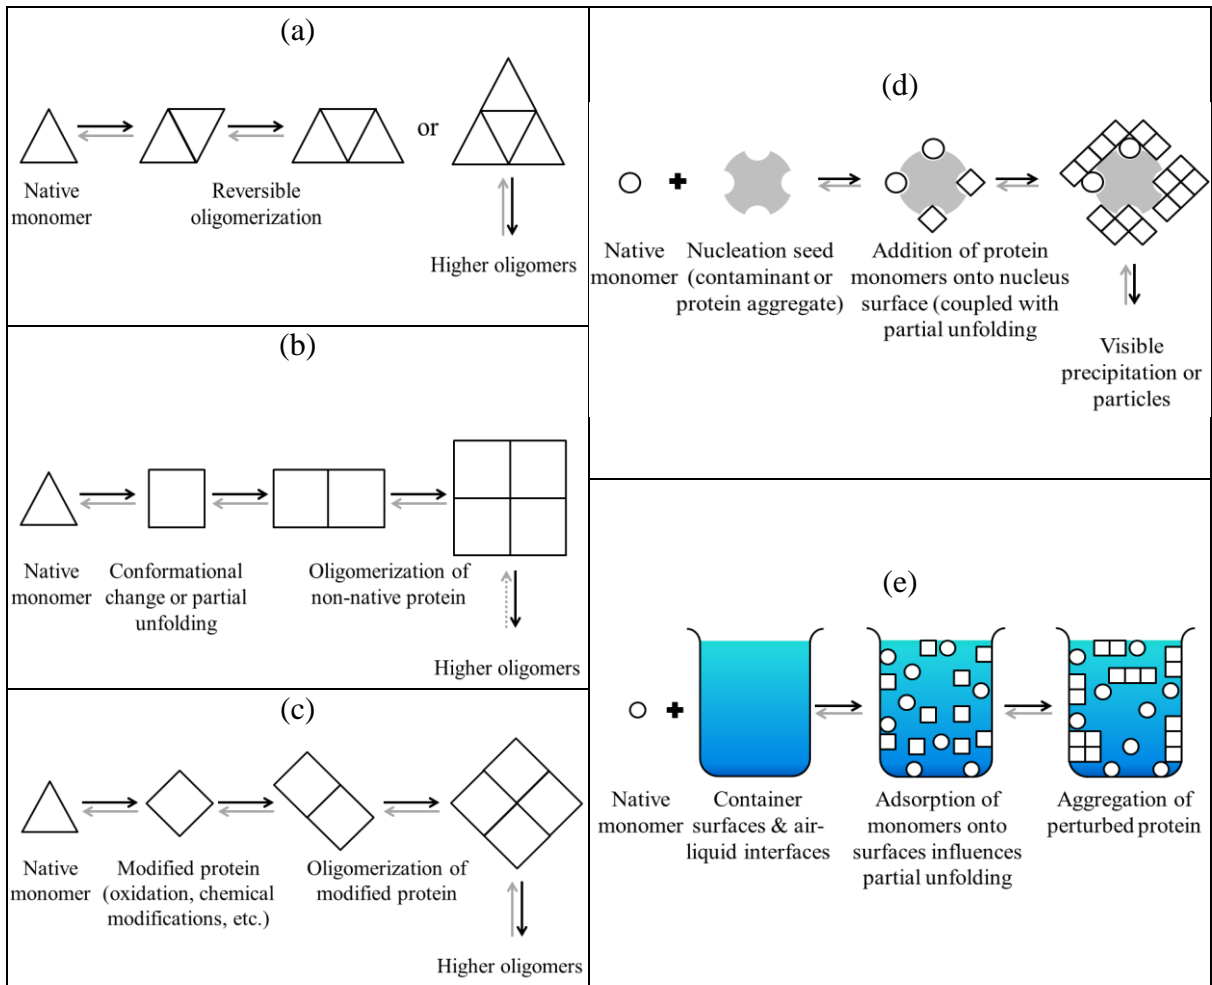 (a)
or
Native
monomer
Reversible
oligomerization
Higher oligomers
(b)
Native
monomer
Conformational
change or partial
unfolding
Oligomerization of
non-native protein
Higher oligomers
(c)
Native
monomer
Modified protein
(oxidation, chemical
modifications, etc.)
Oligomerization of
modified protein
Higher oligomers
(d)
Native
monomer
Nucleation seed
(contaminant or
protein aggregate)
Addition of protein
monomers onto nucleus
surface (coupled with
partial unfolding
Visible
precipitation or
particles
(e)
Native
monomer
Container
surfaces & air-
liquid interfaces
Adsorption of
monomers onto
surfaces influences
partial unfolding
Aggregation of
perturbed protein